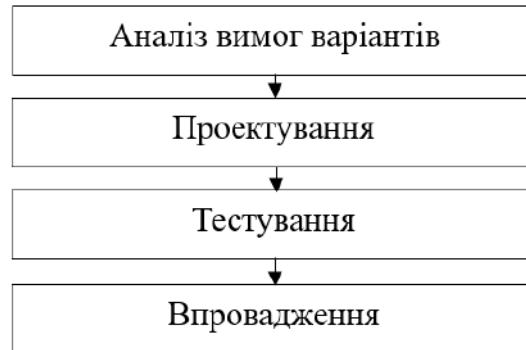 Аналіз вимог варіантів
Проектування
Тестування
Впровадження